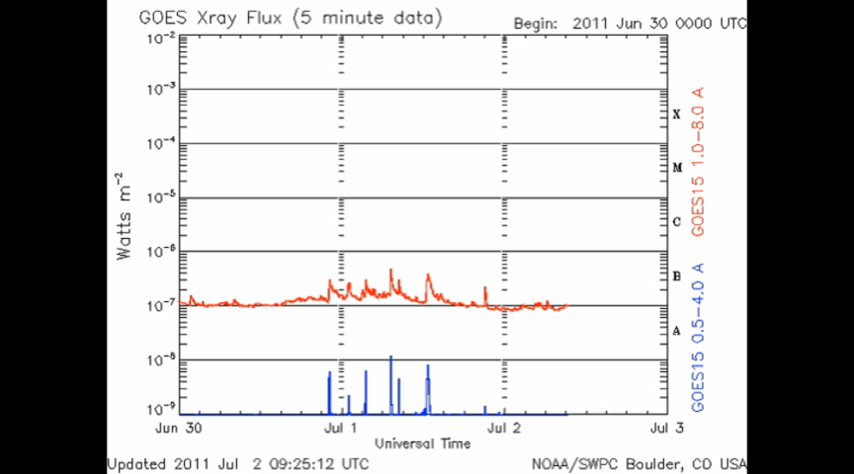 GOES Xray Flux (5 minute data)
Begin: 2011 Jun 30 0000 UTC
10⁻²
10⁻³
10⁻⁴
10⁻⁵
10⁻⁶
10⁻⁷
10⁻⁸
10⁻⁹
Watts m⁻²
X
M
C
B
A
GOES15 1.0–8.0 A
GOES15 0.5–4.0 A
Jun 30
Jul 1
Jul 2
Jul 3
Universal Time
Updated 2011 Jul 2 09:25:12 UTC
NOAA/SWPC Boulder, CO USA